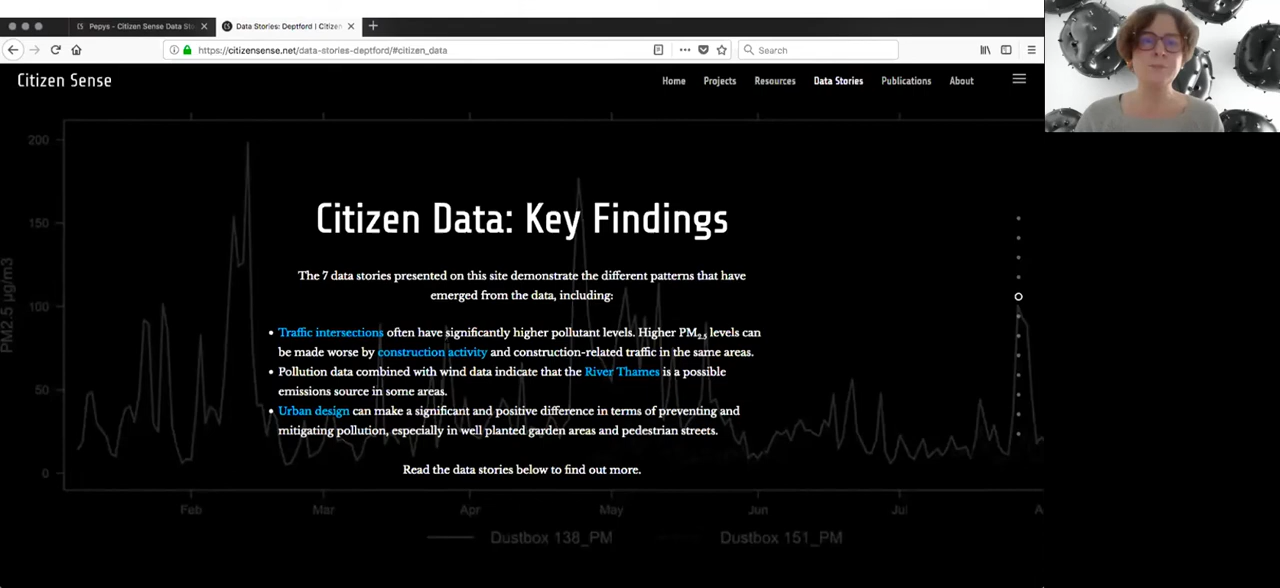 Pepys - Citizen Sense Data Sto
Data Stories: Deptford | Citizen
https://citizensense.net/data-stories-deptford/#citizen_data
Search
Citizen Sense
Home Projects Resources Data Stories Publications About
200
150
100
50
0
PM2.5 µg/m3
Citizen Data: Key Findings
The 7 data stories presented on this site demonstrate the different patterns that have
emerged from the data, including:
• Traffic intersections often have significantly higher pollutant levels. Higher PM2.5 levels can
be made worse by construction activity and construction-related traffic in the same areas.
• Pollution data combined with wind data indicate that the River Thames is a possible
emissions source in some areas.
• Urban design can make a significant and positive difference in terms of preventing and
mitigating pollution, especially in well planted garden areas and pedestrian streets.
Read the data stories below to find out more.
Feb Mar Apr May Jun Jul A
Dustbox 138_PM Dustbox 151_PM